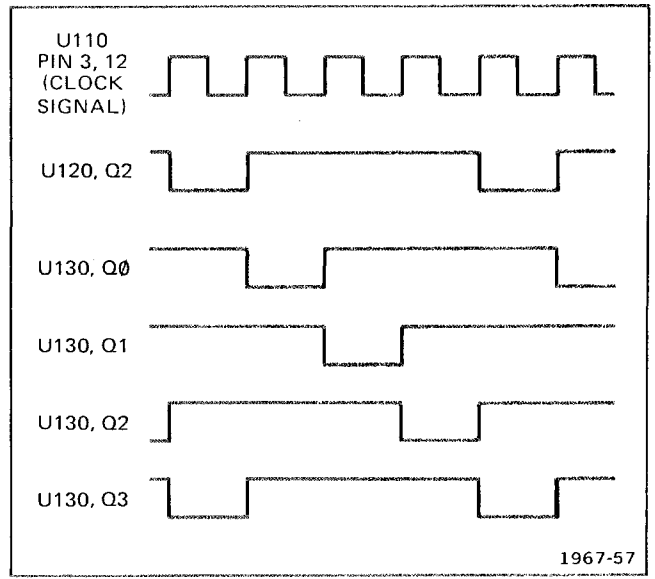 U110
PIN 3, 12
(CLOCK
SIGNAL)
U120, Q2
U130, QØ
U130, Q1
U130, Q2
U130, Q3
1967-57